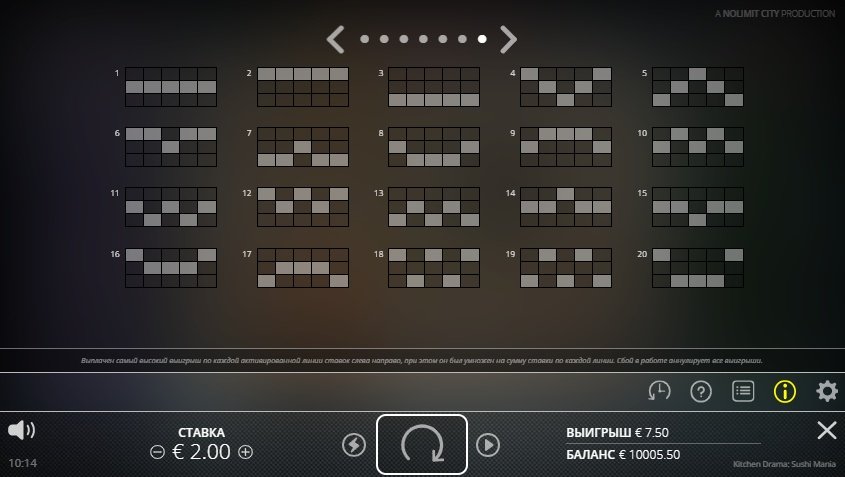 A NOLIMIT CITY PRODUCTION
1 2 3 4 5
6 7 8 9 10
11 12 13 14 15
16 17 18 19 20
Выплачен самый высокий выигрыш по каждой активированной линии ставок слева направо, при этом он был умножен на сумму ставки по каждой линии. Сбой в работе аннулирует все выигрыши.
СТАВКА
€ 2.00
ВЫИГРЫШ € 7.50
БАЛАНС € 10005.50
10:14
Kitchen Drama: Sushi Mania